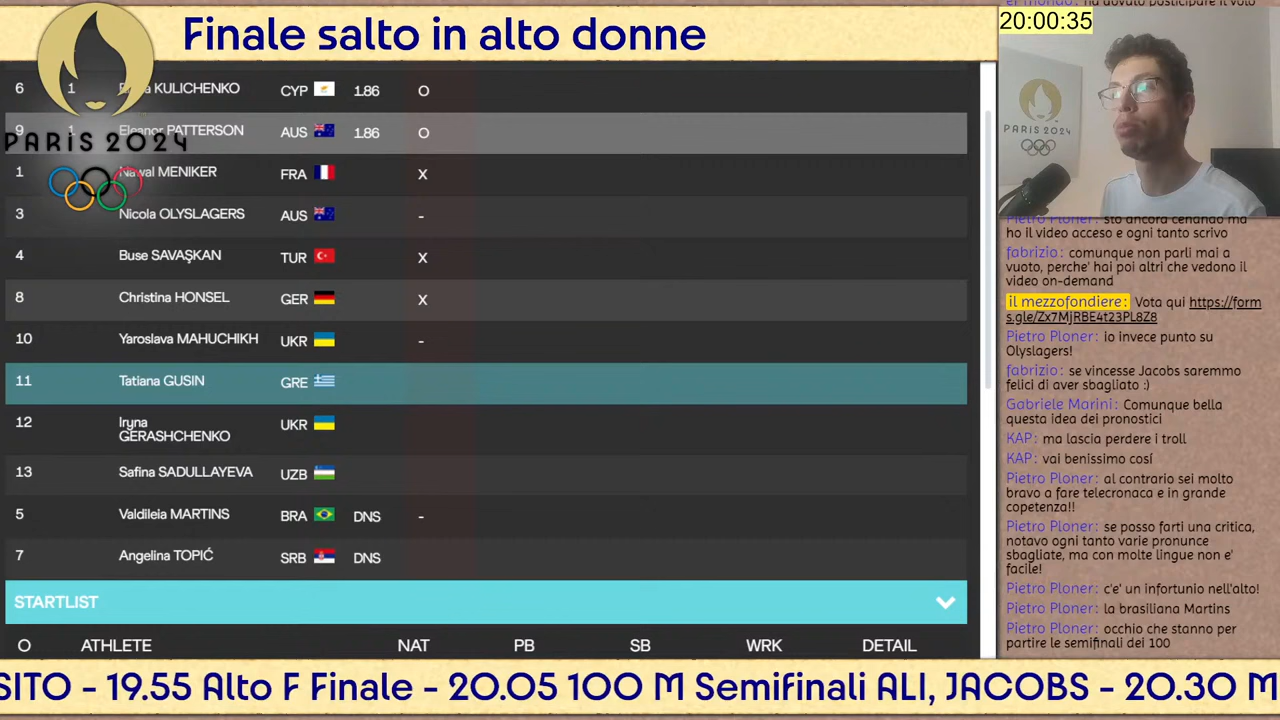 Finale salto in alto donne
20:00:35
PARIS 2024
6 1 KULICHENKO CYP 1.86 O
9 1 Eleanor PATTERSON AUS 1.86 O
1 Nawal MENIKER FRA X
3 Nicola OLYSLAGERS AUS -
4 Buse SAVAŞKAN TUR X
8 Christina HONSEL GER X
10 Yaroslava MAHUCHIKH UKR -
11 Tatiana GUSIN GRE
12 Iryna
GERASHCHENKO UKR
13 Safina SADULLAYEVA UZB
5 Valdileia MARTINS BRA DNS -
7 Angelina TOPIĆ SRB DNS
STARTLIST
O ATHLETE NAT PB SB WRK DETAIL
PARIS 2024
Pietro Ploner: sto ancora cenando ma
ho il video acceso e ogni tanto scrivo
fabrizio: comunque non parli mai a
vuoto, perche' hai poi altri che vedono il
video on-demand
il mezzofondiere: Vota qui https://form
s.gle/Zx7MjRBE4t23PL8Z8
Pietro Ploner: io invece punto su
Olyslagers!
fabrizio: se vincesse Jacobs saremmo
felici di aver sbagliato :)
Gabriele Marini: Comunque bella
questa idea dei pronostici
KAP: ma lascia perdere i troll
KAP: vai benissimo cosí
Pietro Ploner: al contrario sei molto
bravo a fare telecronaca e in grande
copetenza!!
Pietro Ploner: se posso farti una critica,
notavo ogni tanto varie pronunce
sbagliate, ma con molte lingue non e'
facile!
Pietro Ploner: c'e' un infortunio nell'alto!
Pietro Ploner: la brasiliana Martins
Pietro Ploner: occhio che stanno per
partire le semifinali dei 100
SITO - 19.55 Alto F Finale - 20.05 100 M Semifinali ALI, JACOBS - 20.30 M